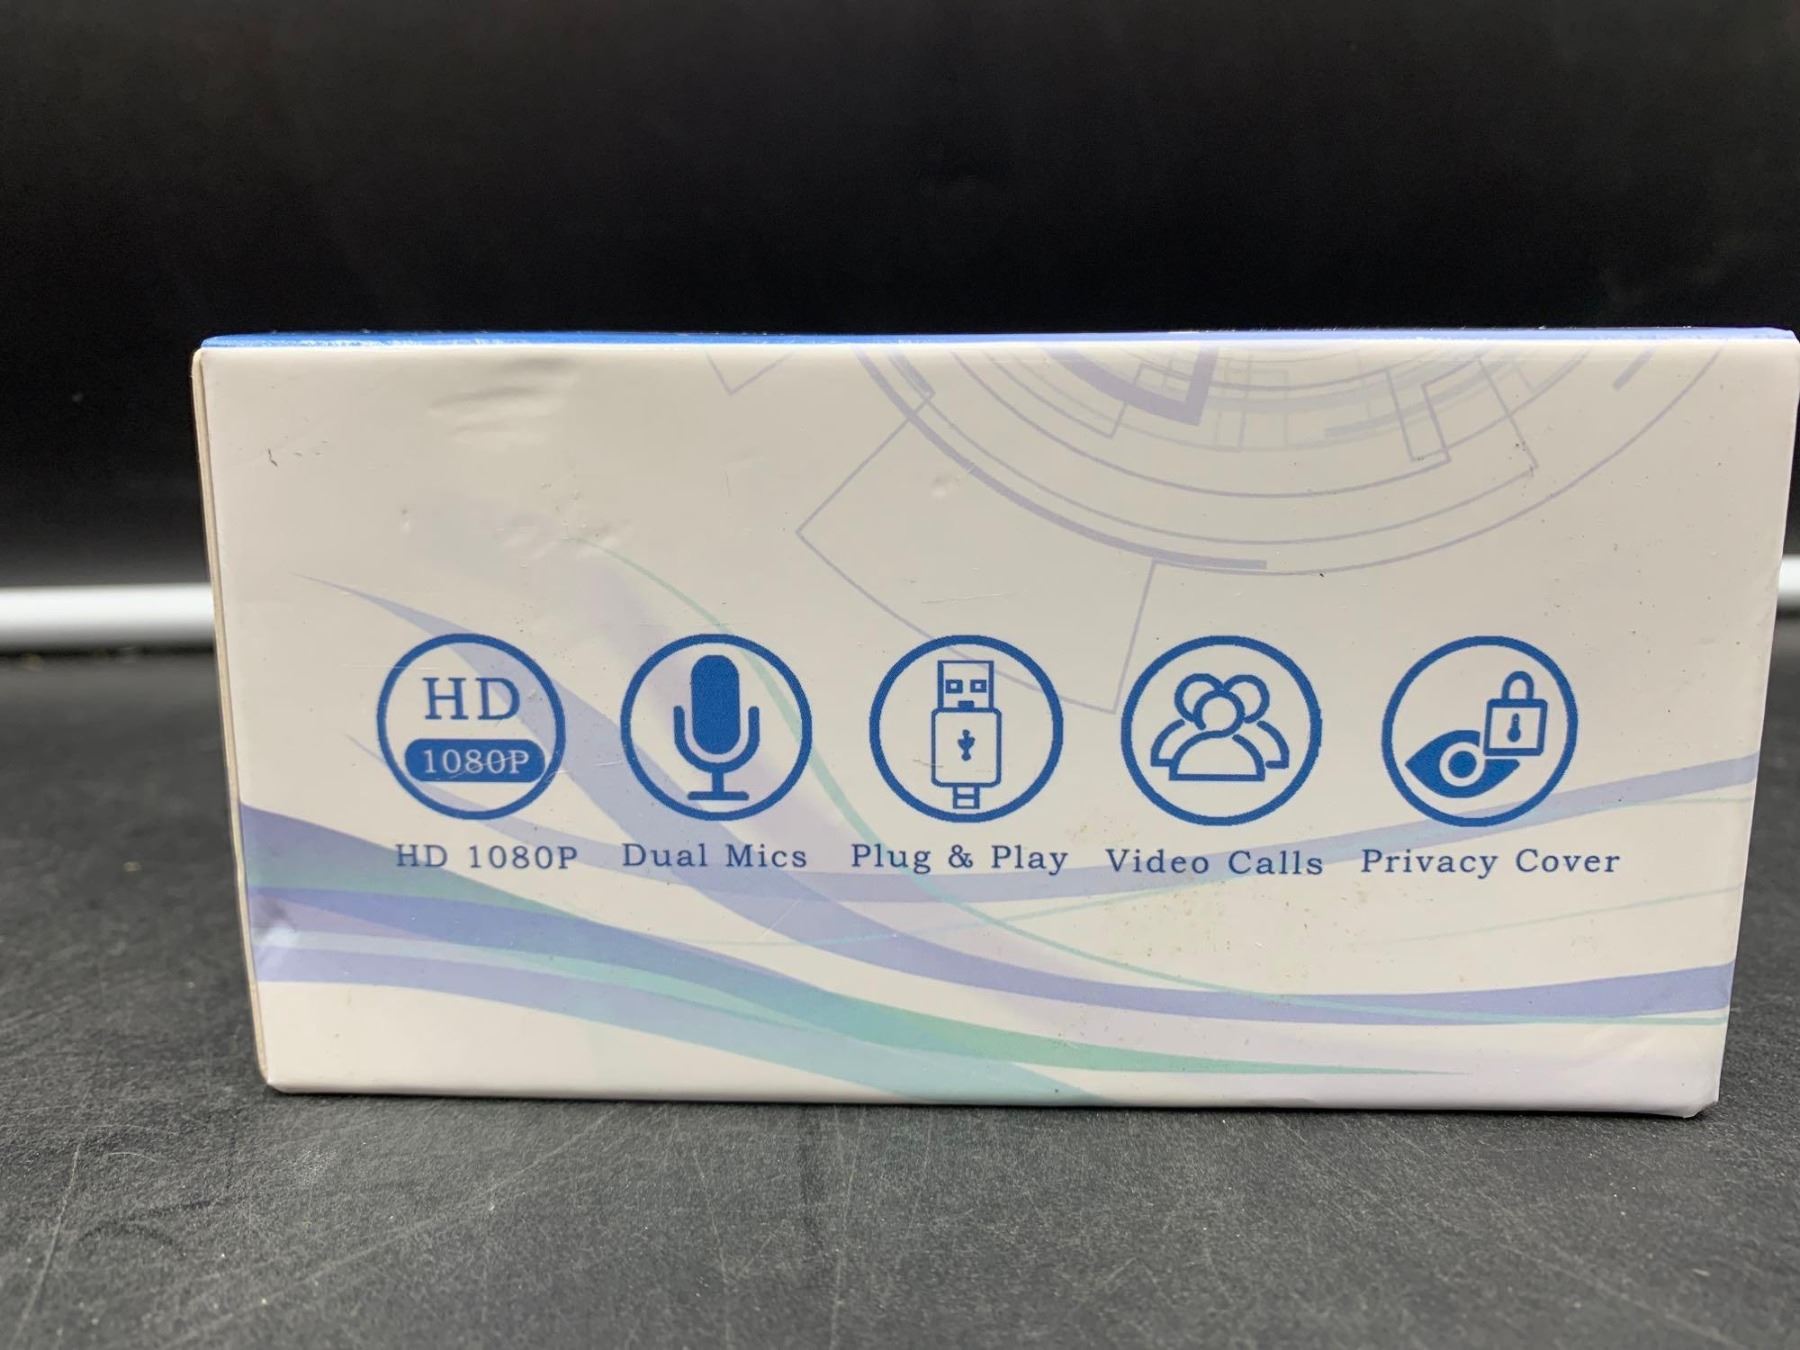 HD
1080P
HD 1080P Dual Mics Plug & Play Video Calls Privacy Cover